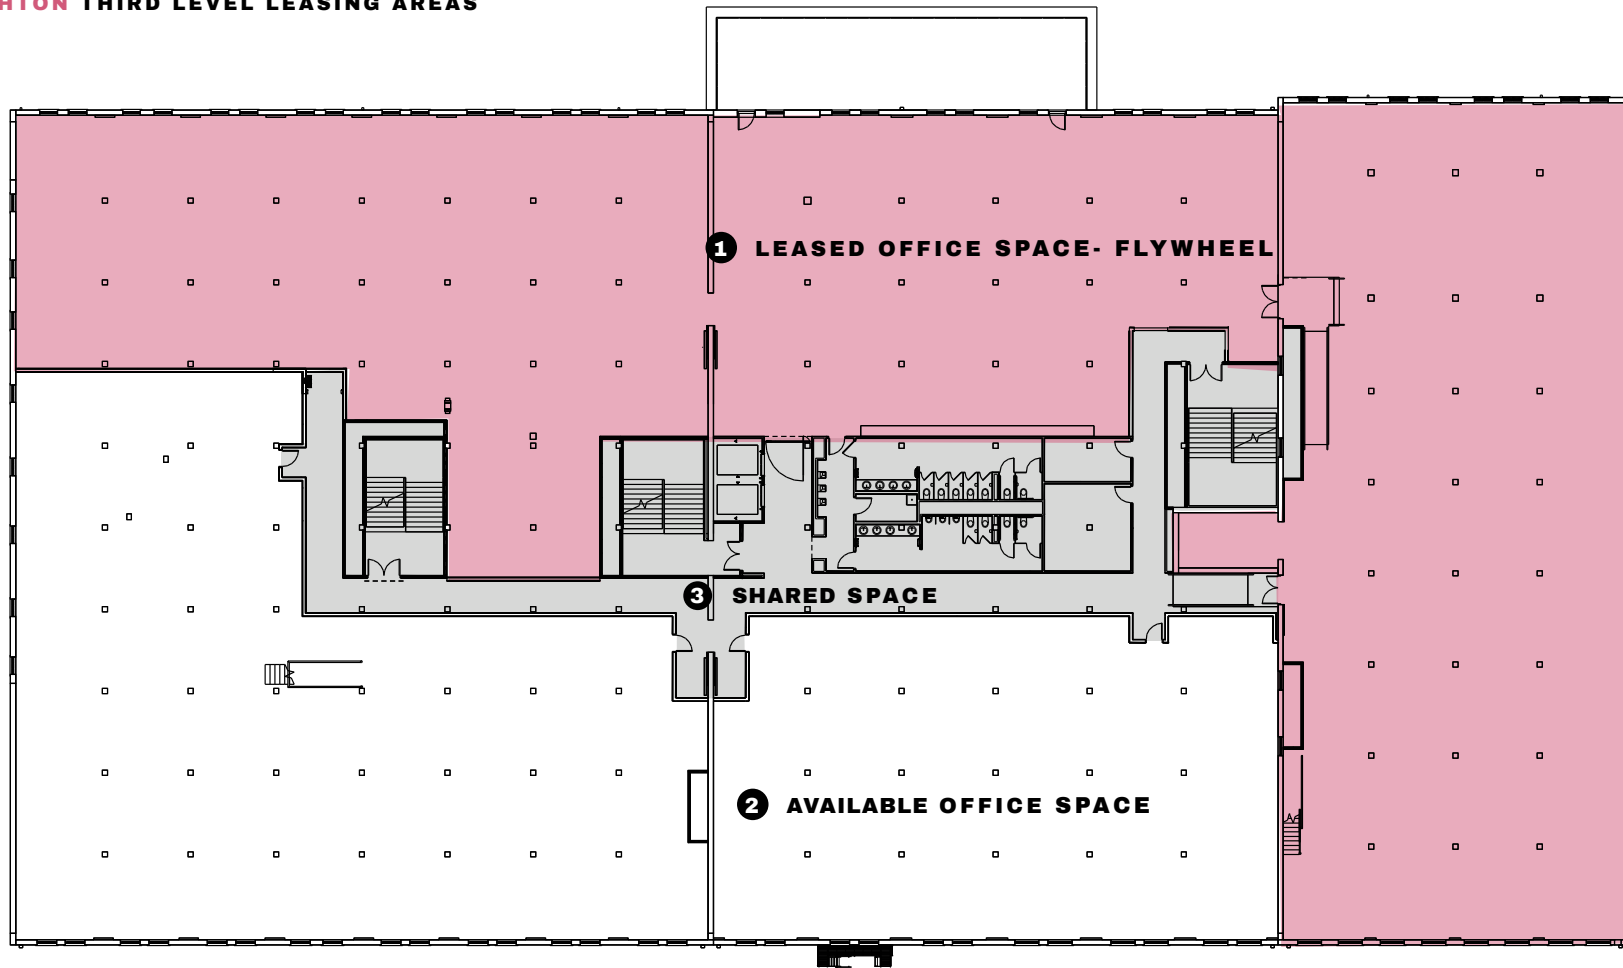 THIRD LEVEL LEASING AREAS
1 LEASED OFFICE SPACE- FLYWHEEL
3 SHARED SPACE
2 AVAILABLE OFFICE SPACE